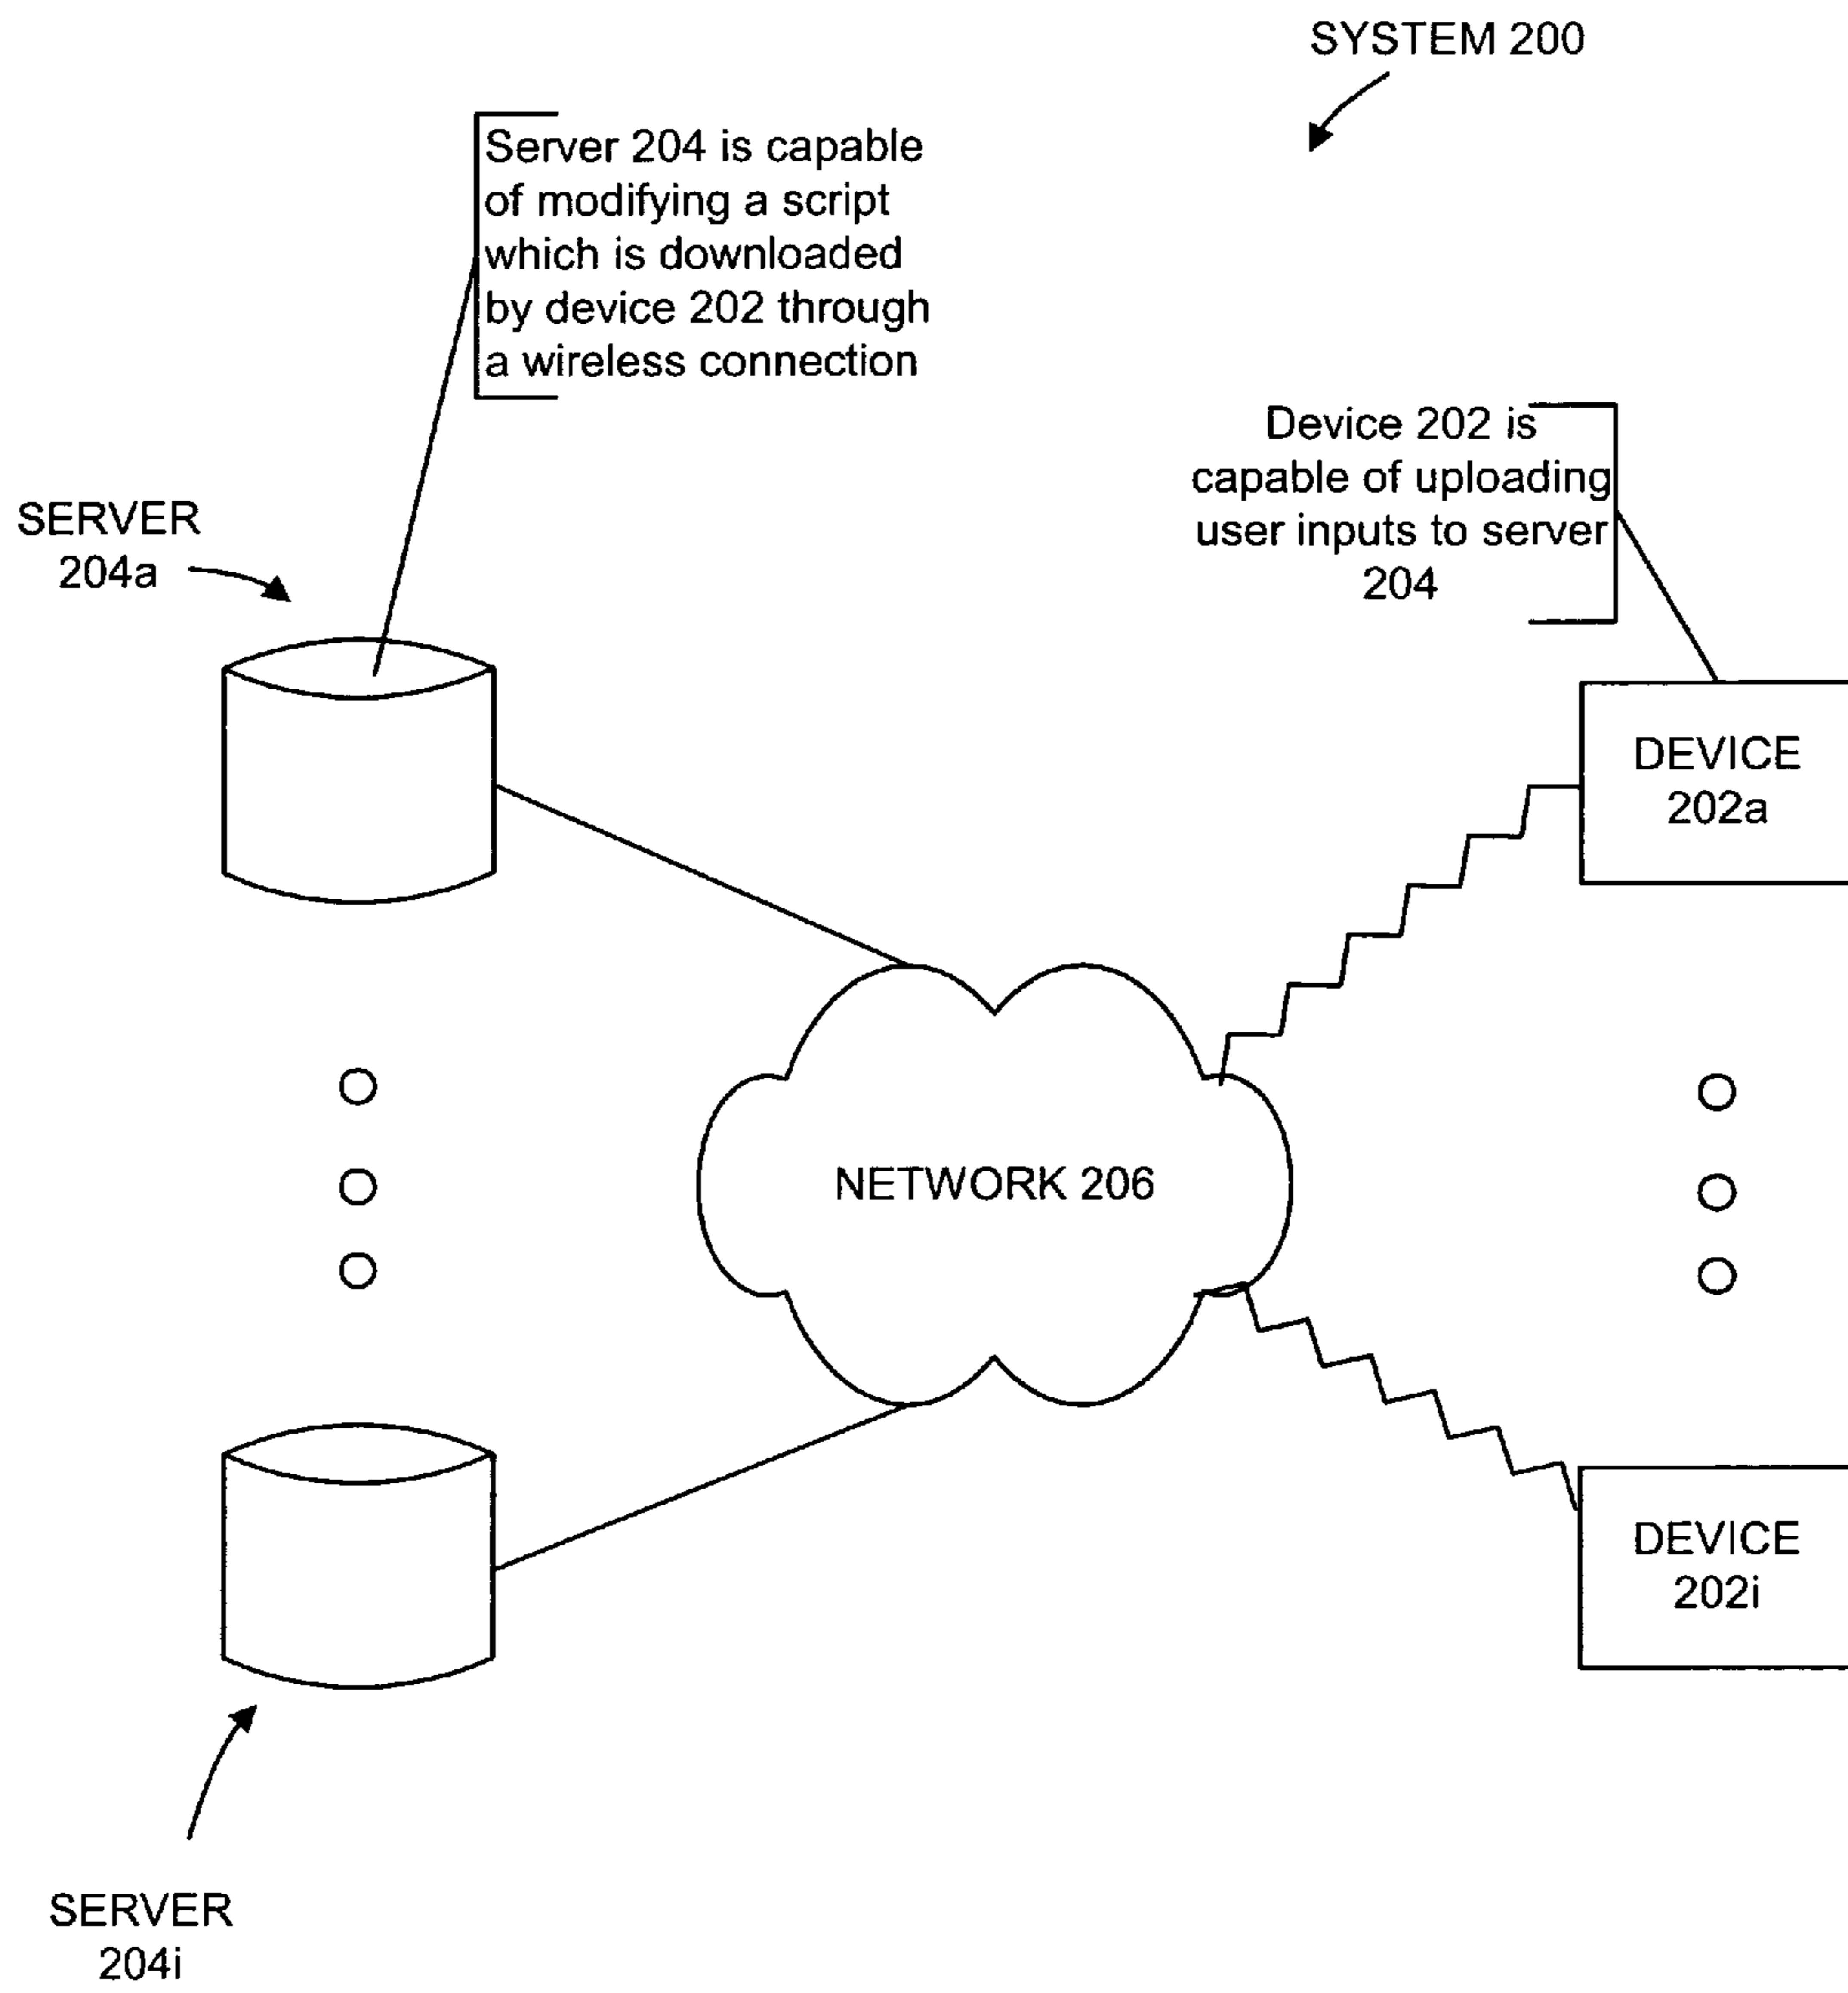 SYSTEM 200
Server 204 is capable
of modifying a script
which is downloaded
by device 202 through
a wireless connection
Device 202 is
capable of uploading
user inputs to server
204
SERVER
204a
DEVICE
202a
NETWORK 206
DEVICE
202i
SERVER
204i